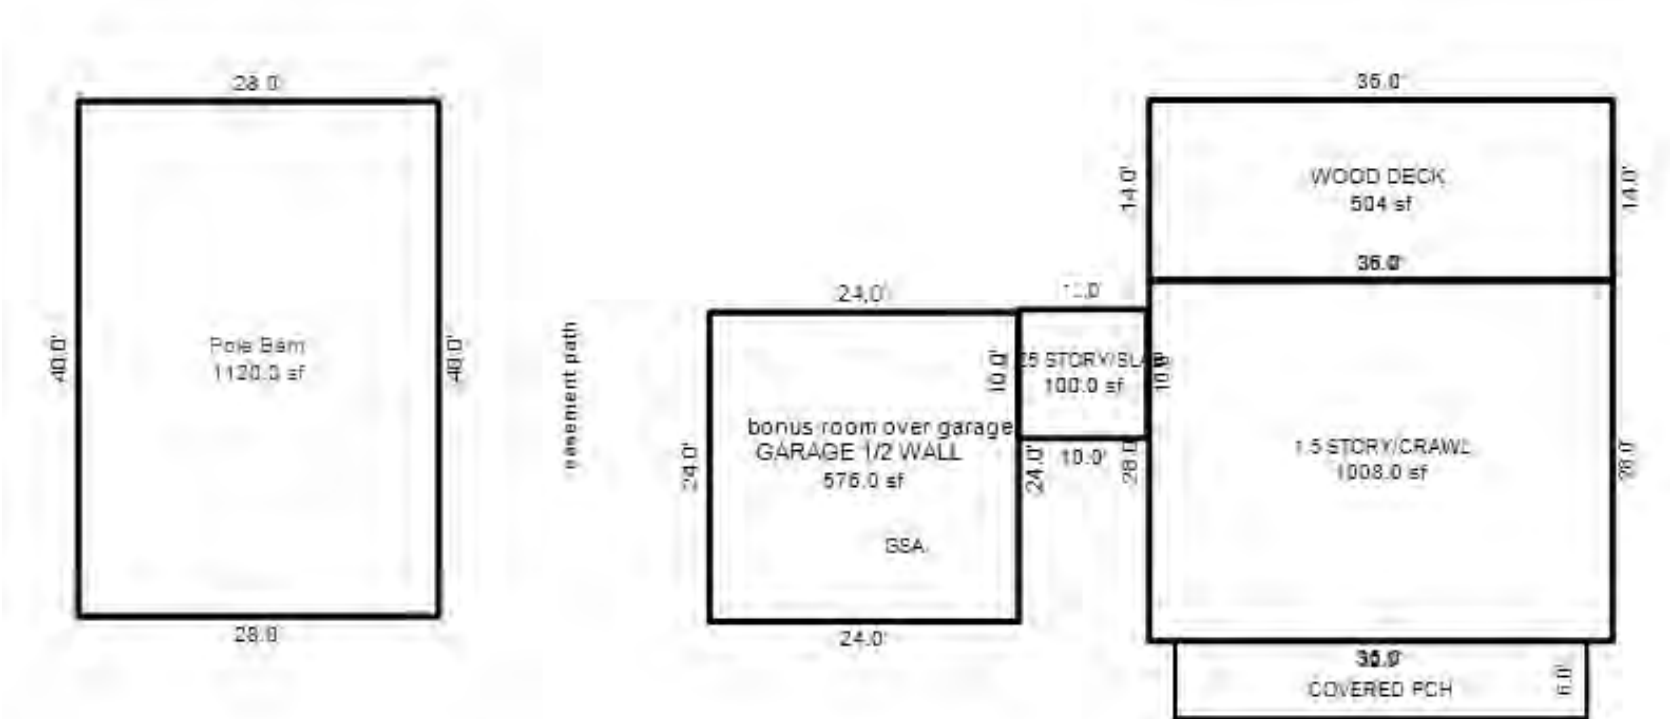 28.0'
40.0'
Pole Barn
1120.0 sf
40.0'
28.0'
easement path
24.0'
24.0'
bonus room over garage
GARAGE 1/2 WALL
576.0 sf
GSA
24.0'
24.0'
10.0'
25 STORY/SLAB
100.0 sf
10.0'
10.0'
36.0'
14.0'
WOOD DECK
504 sf
14.0'
36.0'
28.0'
1.5 STORY/CRAWL
1008.0 sf
28.0'
COVERED PCH
6.0'